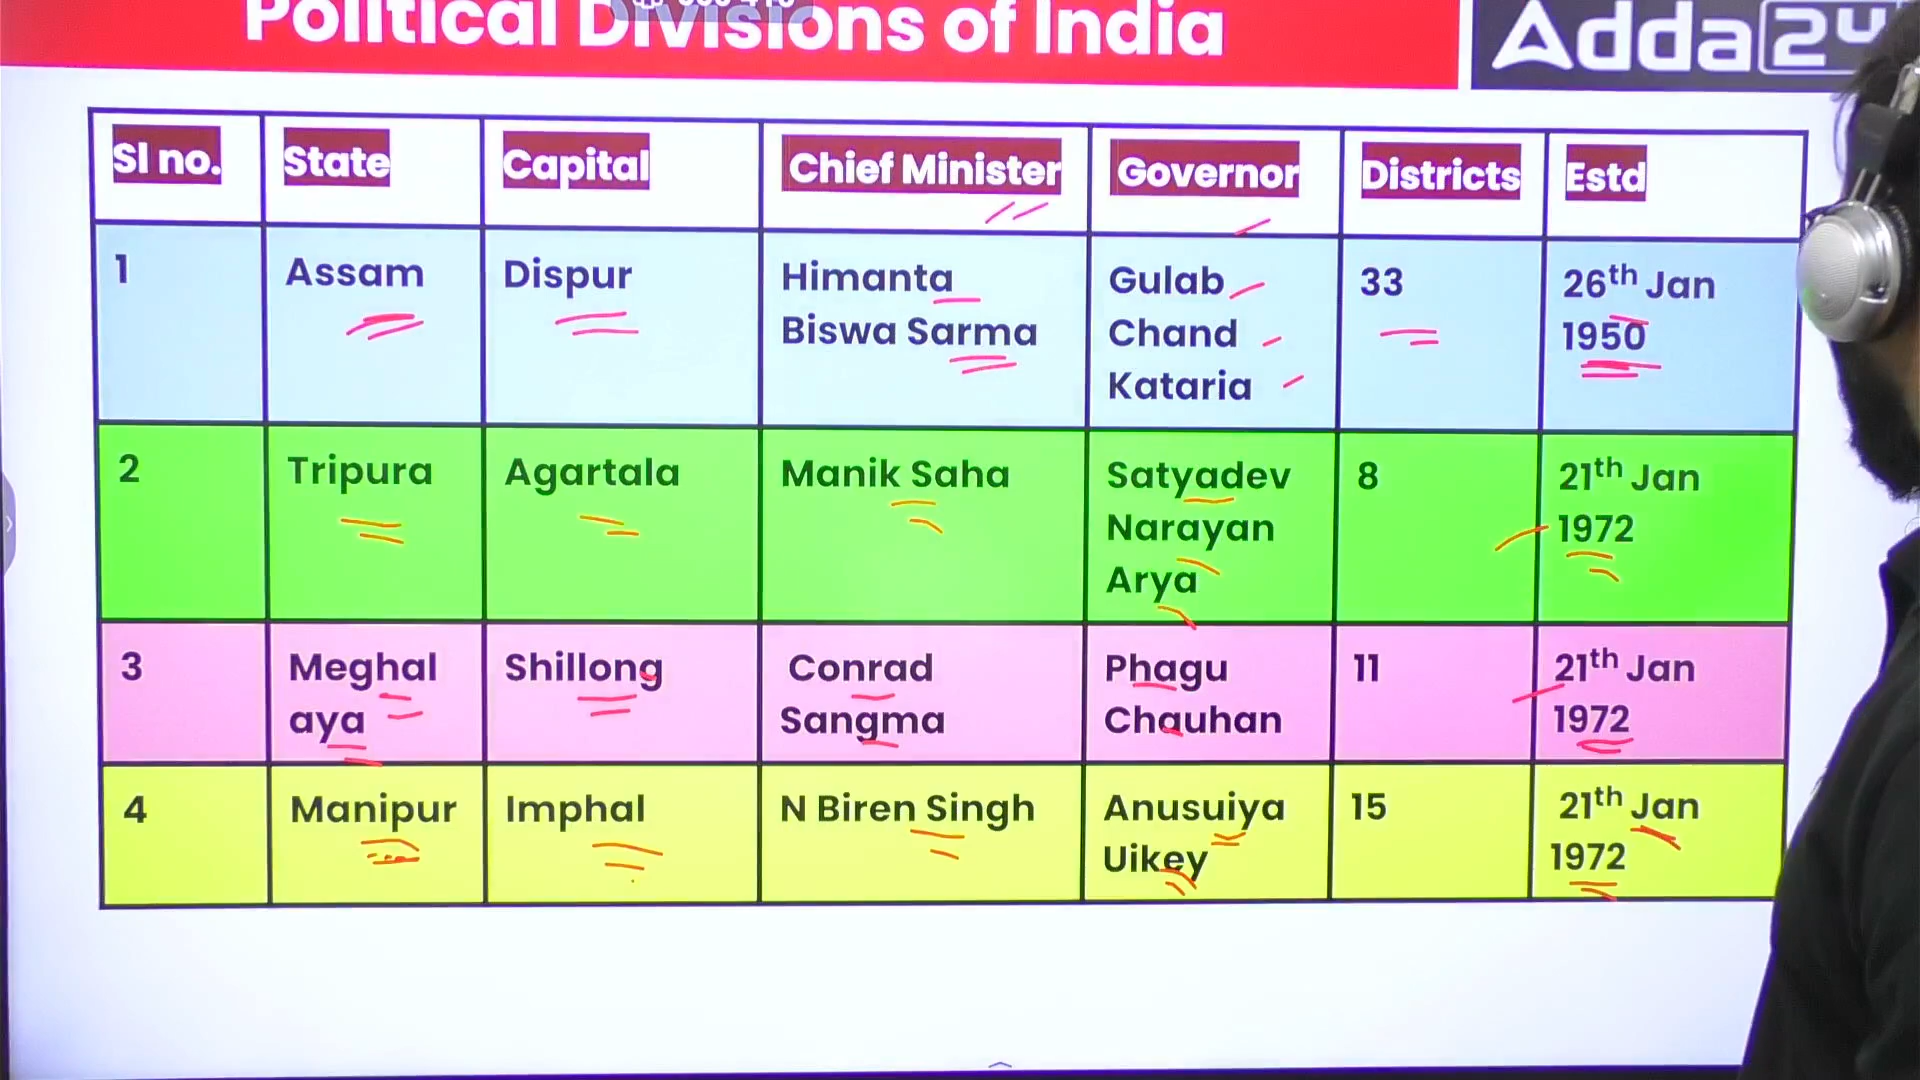 Political Divisions of India
Adda24
Sl no. State Capital Chief Minister Governor Districts Estd
1 Assam Dispur Himanta Biswa Sarma Gulab Chand Kataria 33 26th Jan 1950
2 Tripura Agartala Manik Saha Satyadev Narayan Arya 8 21th Jan 1972
3 Meghalaya Shillong Conrad Sangma Phagu Chauhan 11 21th Jan 1972
4 Manipur Imphal N Biren Singh Anusuiya Uikey 15 21th Jan 1972